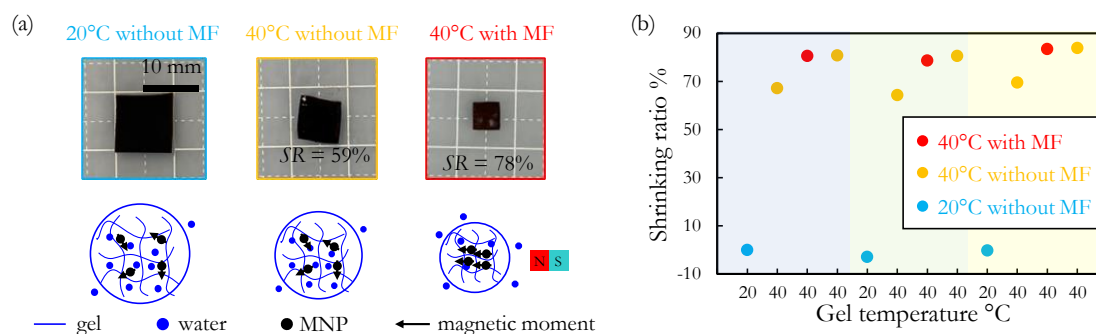 (a)
20°C without MF
40°C without MF
40°C with MF
10 mm
SR = 59%
SR = 78%
N S
gel
water
MNP
magnetic moment
(b)
Shrinking ratio %
90
70
50
30
10
-10
40°C with MF
40°C without MF
20°C without MF
20 40 40 40 20 40 40 40 20 40 40 40
Gel temperature °C